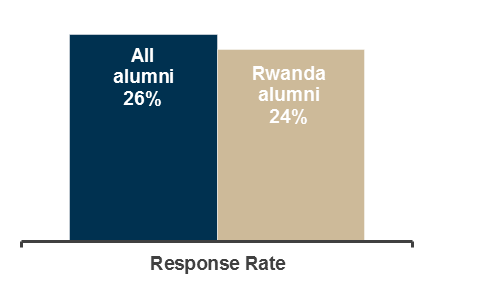 All
alumni
26%
Rwanda
alumni
24%
Response Rate